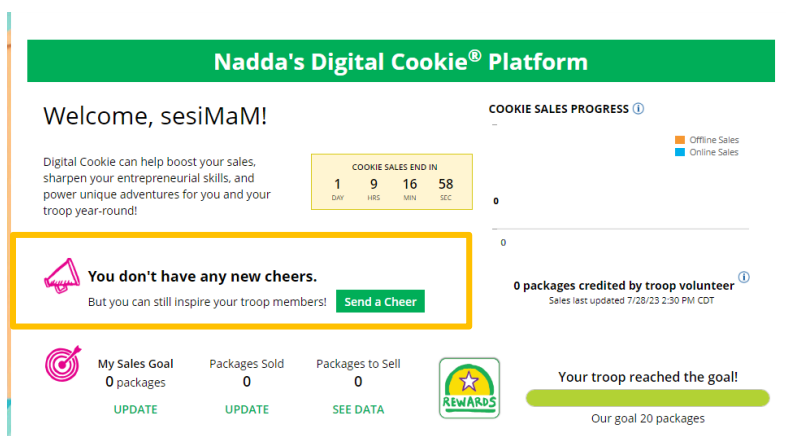 Nadda's Digital Cookie® Platform
Welcome, sesiMaM!
Digital Cookie can help boost your sales,
sharpen your entrepreneurial skills, and
power unique adventures for you and your
troop year-round!
COOKIE SALES END IN
1 9 16 58
DAY HRS MIN SEC
COOKIE SALES PROGRESS
Offline Sales
Online Sales
0
0
You don't have any new cheers.
But you can still inspire your troop members! Send a Cheer
0 packages credited by troop volunteer
Sales last updated 7/28/23 2:30 PM CDT
My Sales Goal
0 packages
UPDATE
Packages Sold
0
UPDATE
Packages to Sell
0
SEE DATA
REWARDS
Your troop reached the goal!
Our goal 20 packages